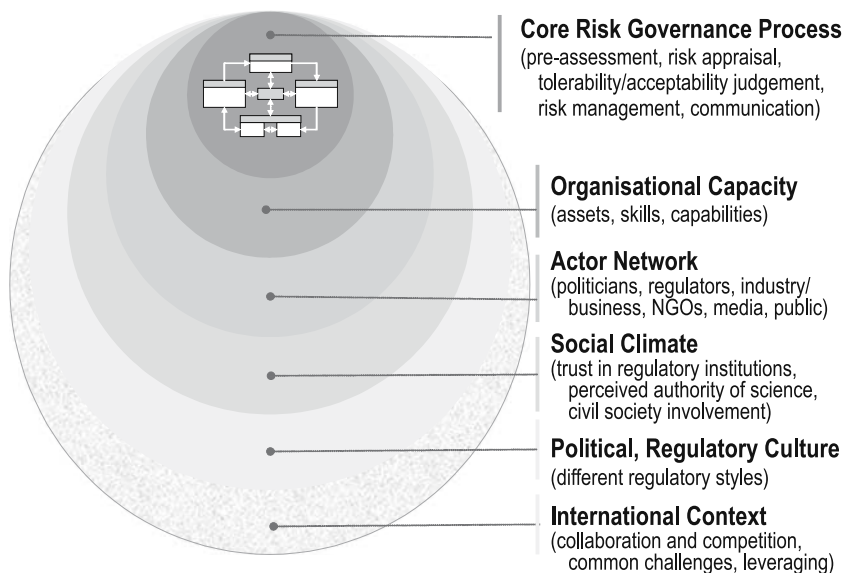 Core Risk Governance Process
(pre-assessment, risk appraisal,
tolerability/acceptability judgement,
risk management, communication)
Organisational Capacity
(assets, skills, capabilities)
Actor Network
(politicians, regulators, industry/
business, NGOs, media, public)
Social Climate
(trust in regulatory institutions,
perceived authority of science,
civil society involvement)
Political, Regulatory Culture
(different regulatory styles)
International Context
(collaboration and competition,
common challenges, leveraging)